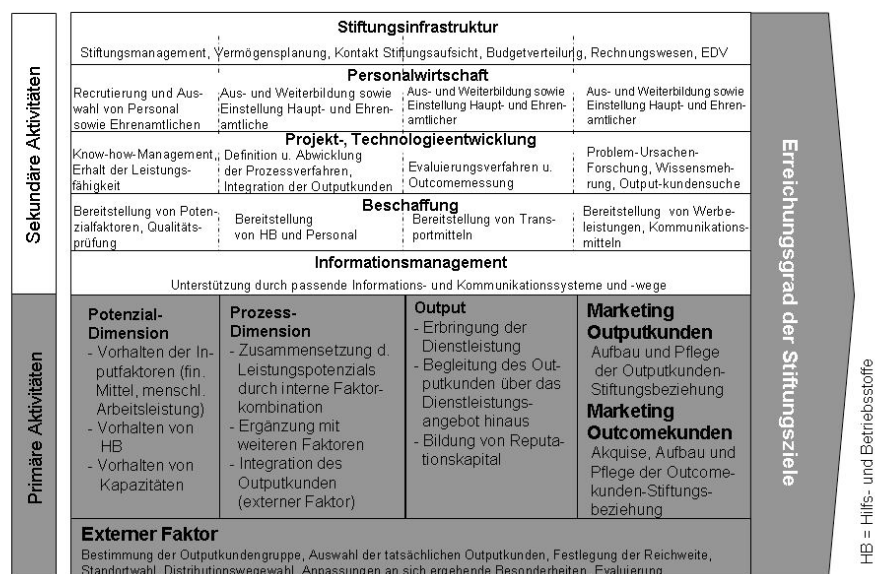 Stiftungsinfrastruktur
Stiftungsmanagement, Vermögensplanung, Kontakt Stiftungsaufsicht, Budgetverteilung, Rechnungswesen, EDV
Personalwirtschaft
Recrutierung und Aus-
wahl von Personal
sowie Ehrenamtlichen
Aus- und Weiterbildung sowie
Einstellung Haupt- und Ehren-
amtliche
Aus- und Weiterbildung sowie
Einstellung Haupt- und Ehren-
amtlicher
Aus- und Weiterbildung sowie
Einstellung Haupt- und Ehren-
amtlicher
Projekt-, Technologieentwicklung
Know-how-Management,
Erhalt der Leistungs-
fähigkeit
Definition u. Abwicklung
der Prozessverfahren,
Integration der Outputkunden
Evaluierungsverfahren u.
Outcomemessung
Problem-Ursachen-
Forschung, Wissensmeh-
rung, Output-kundensuche
Beschaffung
Bereitstellung von Poten-
zialfaktoren, Qualitäts-
prüfung
Bereitstellung
von HB und Personal
Bereitstellung von Trans-
portmitteln
Bereitstellung von Werbe-
leistungen, Kommunikations-
mitteln
Informationsmanagement
Unterstützung durch passende Informations- und Kommunikationssysteme und -wege
Sekundäre Aktivitäten
Primäre Aktivitäten
Potenzial-
Dimension
- Vorhalten der In-
putfaktoren (fin.
Mittel, menschl.
Arbeitsleistung)
- Vorhalten von
HB
- Vorhalten von
Kapazitäten
Prozess-
Dimension
- Zusammensetzung d.
Leistungspotenzials
durch interne Faktor-
kombination
- Ergänzung mit
weiteren Faktoren
- Integration des
Outputkunden
(externer Faktor)
Output
- Erbringung der
Dienstleistung
- Begleitung des Out-
putkunden über das
Dienstleistungs-
angebot hinaus
- Bildung von Reputa-
tionskapital
Marketing
Outputkunden
Aufbau und Pflege
der Outputkunden-
Stiftungsbeziehung
Marketing
Outcomekunden
Akquise, Aufbau und
Pflege der Outcome-
kunden-Stiftungs-
beziehung
Externer Faktor
Bestimmung der Outputkundengruppe, Auswahl der tatsächlichen Outputkunden, Festlegung der Reichweite,
Standortwahl, Distributionswegewahl, Anpassungen an sich ergehende Besonderheiten, Evaluierung
Erreichungsgrad der Stiftungsziele
HB = Hilfs- und Betriebsstoffe